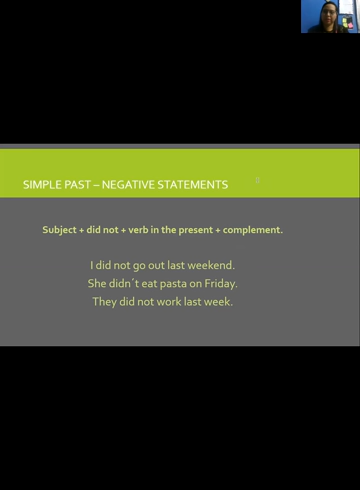 SIMPLE PAST – NEGATIVE STATEMENTS
Subject + did not + verb in the present + complement.
I did not go out last weekend.
She didn´t eat pasta on Friday.
They did not work last week.